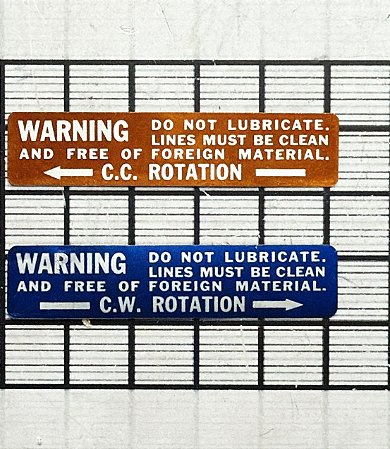 WARNING DO NOT LUBRICATE.
LINES MUST BE CLEAN
AND FREE OF FOREIGN MATERIAL.
C.C. ROTATION
WARNING DO NOT LUBRICATE.
LINES MUST BE CLEAN
AND FREE OF FOREIGN MATERIAL.
C.W. ROTATION